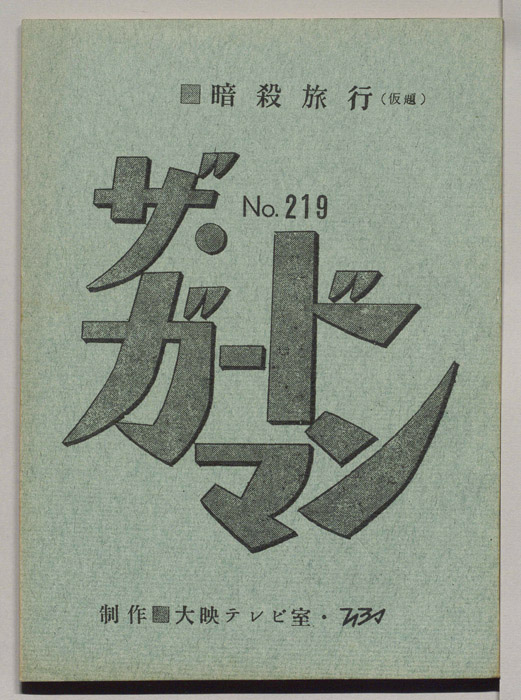 ■暗殺旅行(仮題)
No.219
ザ・
ガードマン
制作■大映テレビ室・TBS